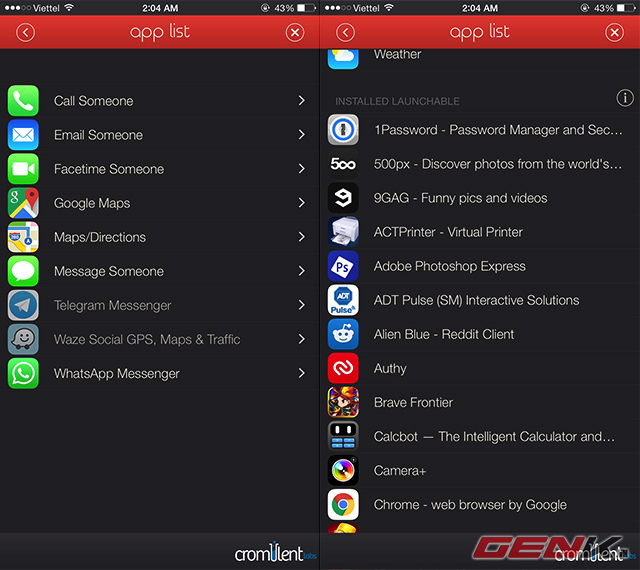 Viettel 2:04 AM 43%
app list
Call Someone
Email Someone
Facetime Someone
Google Maps
Maps/Directions
Message Someone
Telegram Messenger
Waze Social GPS, Maps & Traffic
WhatsApp Messenger
cromulent labs
Viettel 2:04 AM 43%
app list
Weather
INSTALLED LAUNCHABLE
1Password - Password Manager and Sec...
500 500px - Discover photos from the world's...
9GAG - Funny pics and videos
ACTPrinter - Virtual Printer
Ps Adobe Photoshop Express
ADT Pulse ADT Pulse (SM) Interactive Solutions
Alien Blue - Reddit Client
Authy
Brave Frontier
Calcbot — The Intelligent Calculator and...
Camera+
Chrome - web browser by Google
cromulent labs
GENK